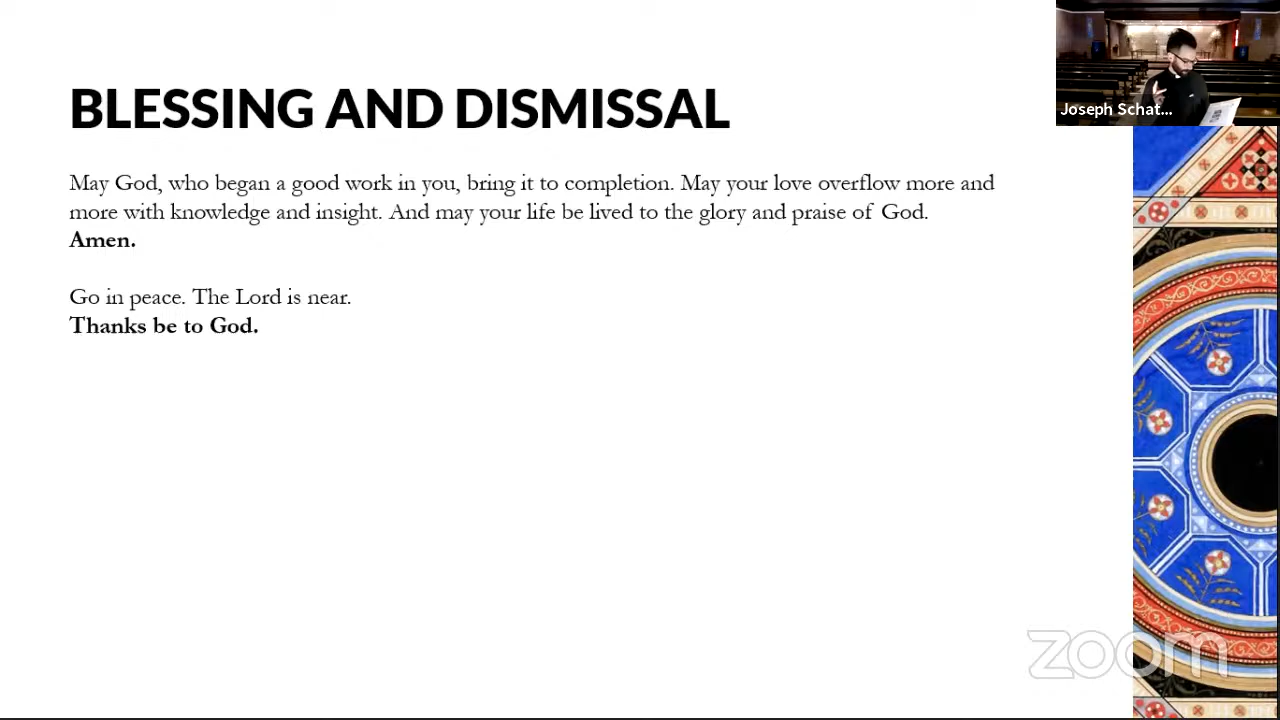 BLESSING AND DISMISSAL
Joseph Schat...
May God, who began a good work in you, bring it to completion. May your love overflow more and
more with knowledge and insight. And may your life be lived to the glory and praise of God.
Amen.
Go in peace. The Lord is near.
Thanks be to God.
zoom